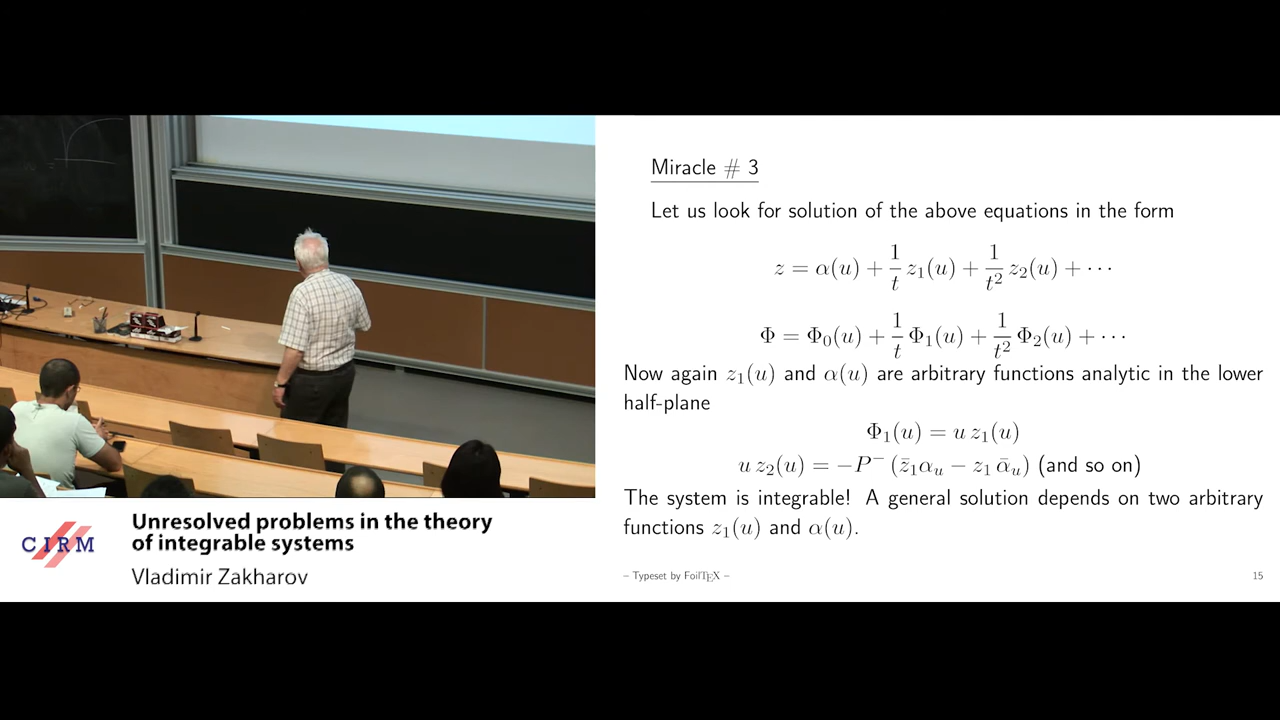 Miracle # 3
Let us look for solution of the above equations in the form
z = α(u) + 1/t z₁(u) + 1/t² z₂(u) + ···
Φ = Φ₀(u) + 1/t Φ₁(u) + 1/t² Φ₂(u) + ···
Now again z₁(u) and α(u) are arbitrary functions analytic in the lower
half-plane
Φ₁(u) = u z₁(u)
u z₂(u) = −P⁻ (z̄₁αᵤ − z₁ ᾱᵤ) (and so on)
The system is integrable! A general solution depends on two arbitrary
functions z₁(u) and α(u).
– Typeset by FoilTEX –
15
CIRM
Unresolved problems in the theory
of integrable systems
Vladimir Zakharov